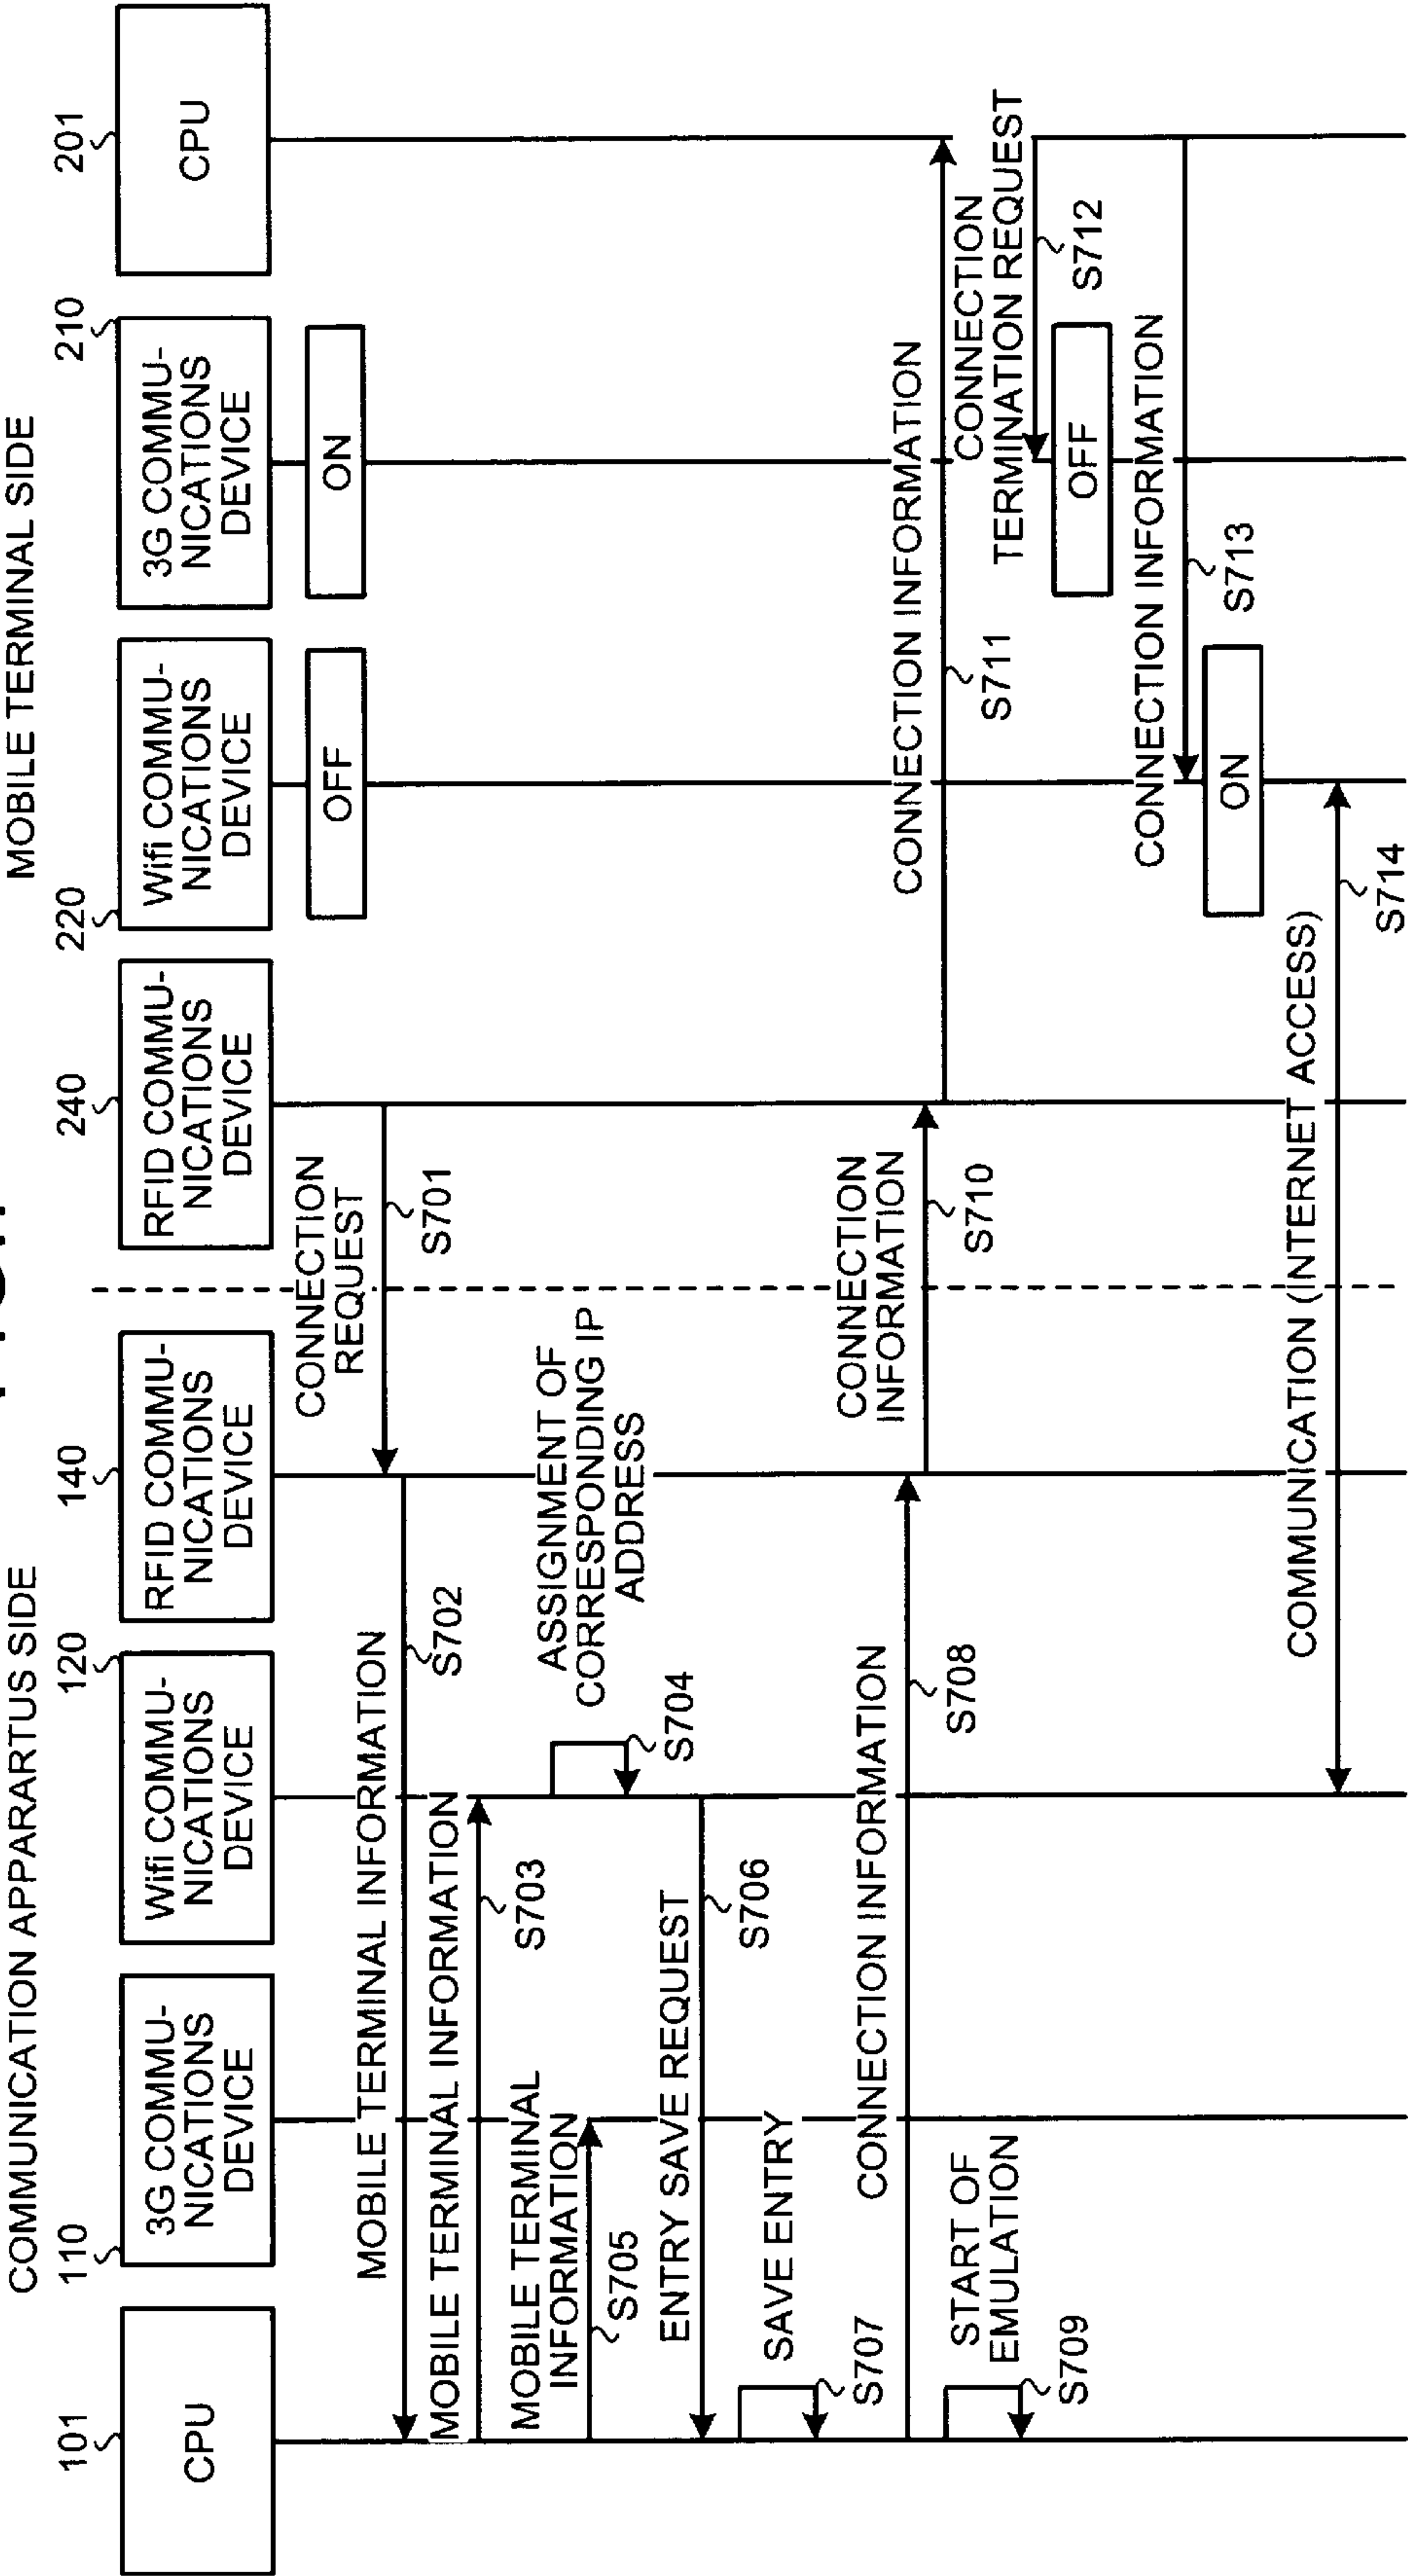 COMMUNICATION APPARARTUS SIDE
MOBILE TERMINAL SIDE
101
110
120
140
240
220
210
201
CPU
3G COMMU-
NICATIONS
DEVICE
Wifi COMMU-
NICATIONS
DEVICE
RFID COMMU-
NICATIONS
DEVICE
RFID COMMU-
NICATIONS
DEVICE
Wifi COMMU-
NICATIONS
DEVICE
3G COMMU-
NICATIONS
DEVICE
CPU
OFF
ON
CONNECTION
REQUEST
S701
MOBILE TERMINAL INFORMATION
S702
MOBILE TERMINAL INFORMATION
S703
ASSIGNMENT OF
CORRESPONDING IP
ADDRESS
S704
MOBILE TERMINAL
INFORMATION
S705
ENTRY SAVE REQUEST
S706
SAVE ENTRY
S707
CONNECTION INFORMATION
S708
START OF
EMULATION
S709
CONNECTION
INFORMATION
S710
CONNECTION INFORMATION
S711
CONNECTION
TERMINATION REQUEST
S712
OFF
CONNECTION INFORMATION
S713
ON
COMMUNICATION (INTERNET ACCESS)
S714